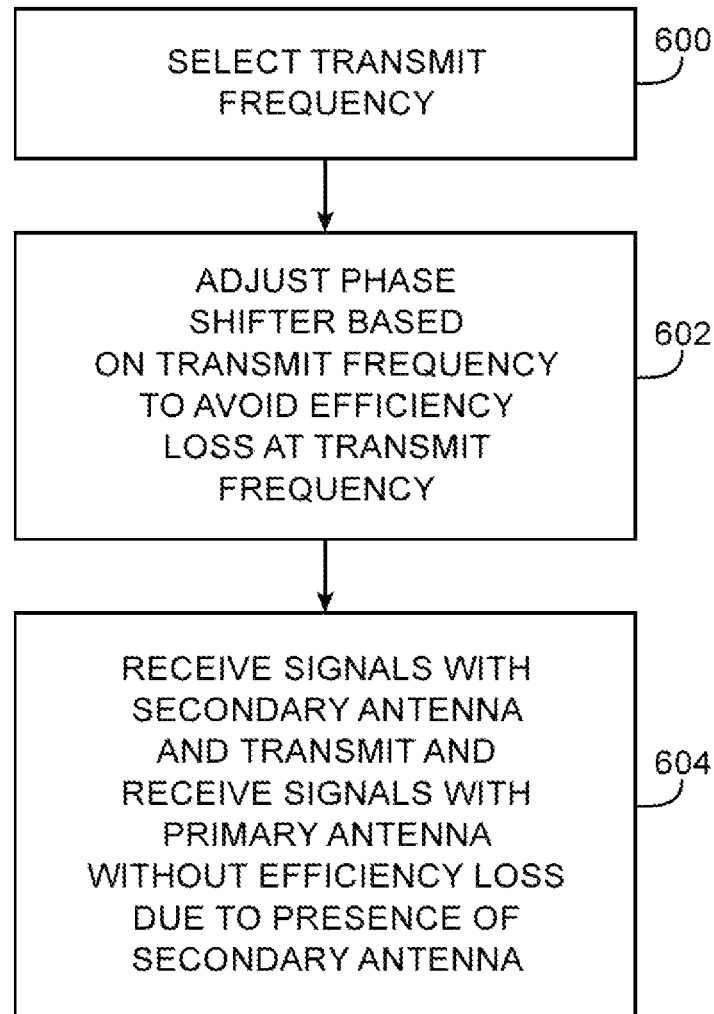 SELECT TRANSMIT
FREQUENCY
600
ADJUST PHASE
SHIFTER BASED
ON TRANSMIT FREQUENCY
TO AVOID EFFICIENCY
LOSS AT TRANSMIT
FREQUENCY
602
RECEIVE SIGNALS WITH
SECONDARY ANTENNA
AND TRANSMIT AND
RECEIVE SIGNALS WITH
PRIMARY ANTENNA
WITHOUT EFFICIENCY LOSS
DUE TO PRESENCE OF
SECONDARY ANTENNA
604